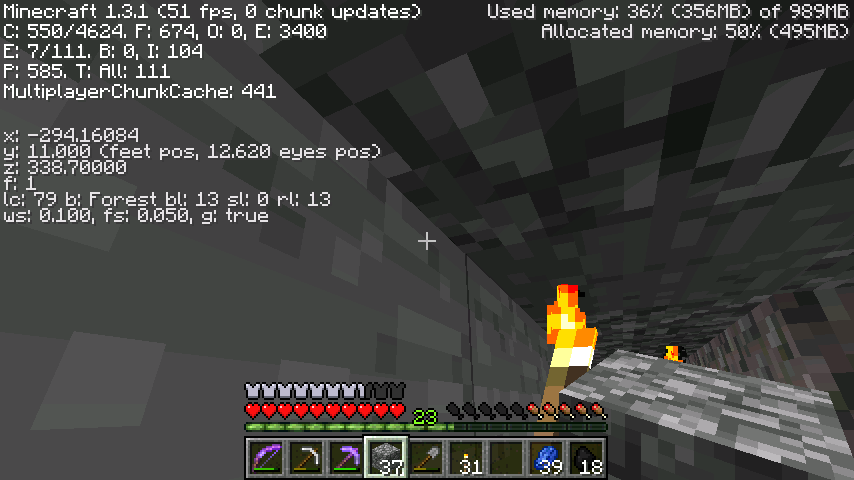 Minecraft 1.3.1 (51 fps, 0 chunk updates)
C: 550/4624. F: 674, O: 0, E: 3400
E: 7/111. B: 0, I: 104
P: 585. T: All: 111
MultiplayerChunkCache: 441
Used memory: 36% (356MB) of 989MB
Allocated memory: 50% (495MB)
x: -294.16084
y: 11.000 (feet pos, 12.620 eyes pos)
z: 338.70000
f: 1
lc: 79 b: Forest bl: 13 sl: 0 rl: 13
ws: 0.100, fs: 0.050, g: true
23
37 31 39 18